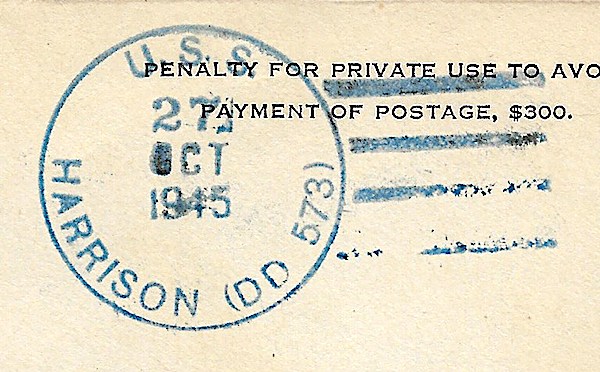 U.S.S.
PENALTY FOR PRIVATE USE TO AVO
27
PAYMENT OF POSTAGE, $300.
OCT
1945
HARRISON (DD 573)